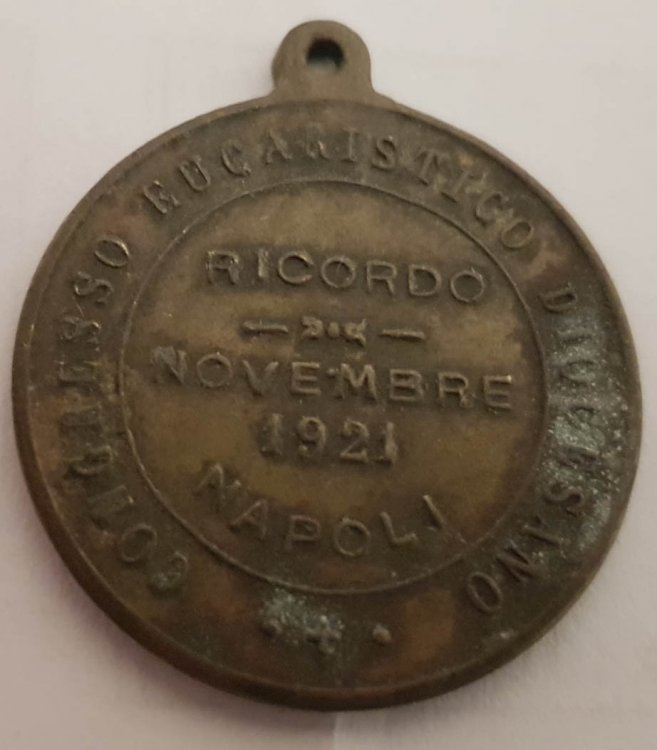 CONGRESSO EUCARISTICO DIOCESANO
RICORDO
NOVEMBRE
1921
NAPOLI